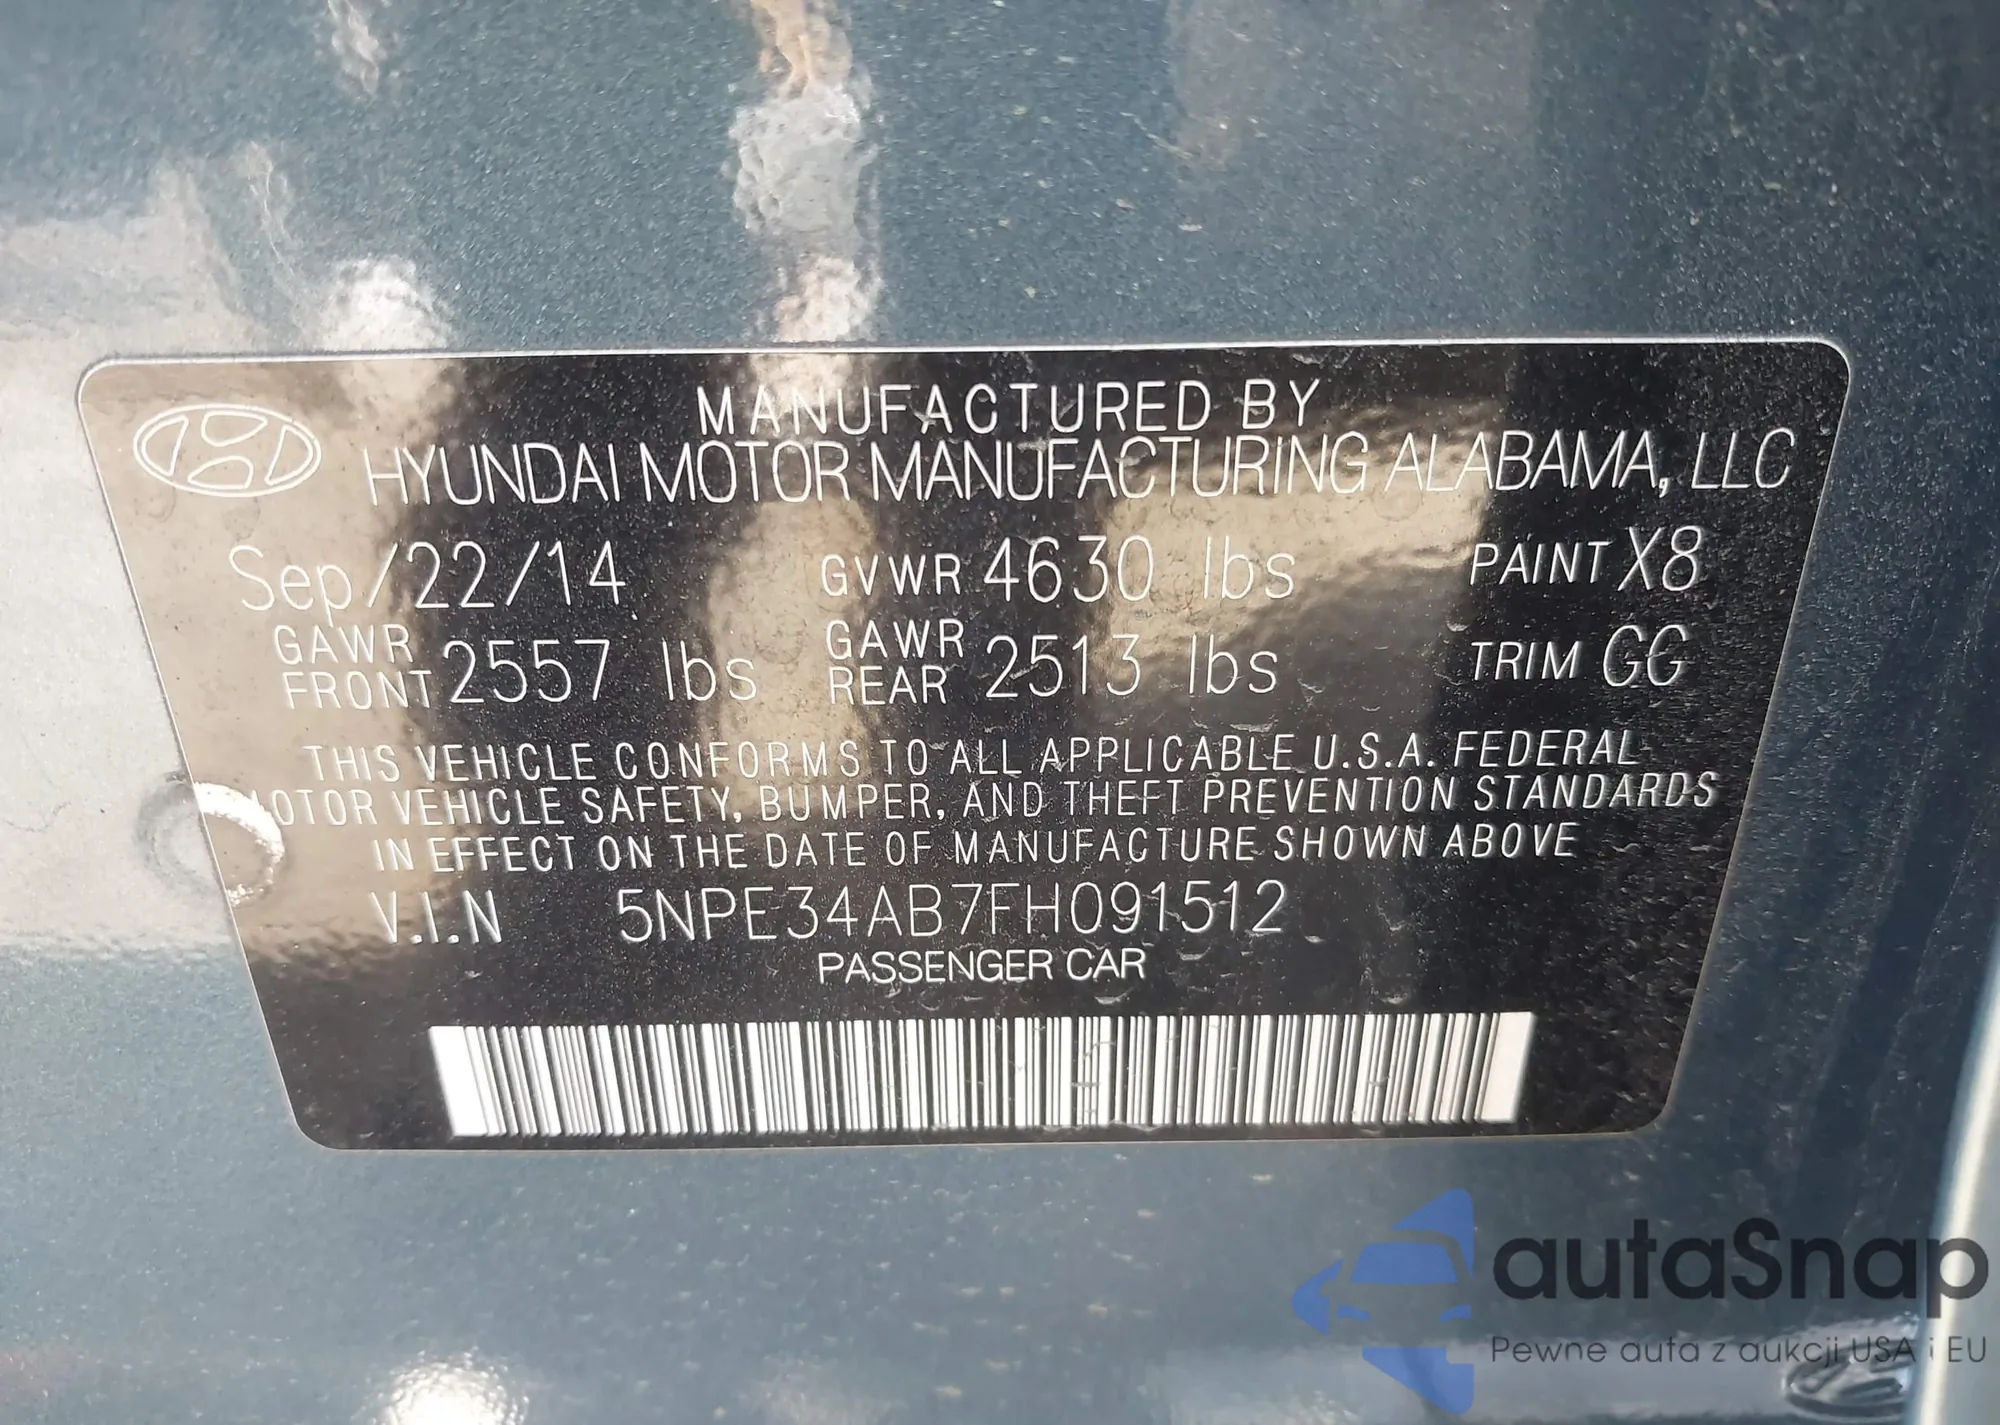 MANUFACTURED BY
HYUNDAI MOTOR MANUFACTURING ALABAMA, LLC
Sep/22/14 GVWR 4630 lbs PAINT X8
GAWR FRONT 2557 lbs GAWR REAR 2513 lbs TRIM GG
THIS VEHICLE CONFORMS TO ALL APPLICABLE U.S.A. FEDERAL
MOTOR VEHICLE SAFETY, BUMPER, AND THEFT PREVENTION STANDARDS
IN EFFECT ON THE DATE OF MANUFACTURE SHOWN ABOVE
V.I.N 5NPE34AB7FH091512
PASSENGER CAR
autaSnap
Pewne auta z aukcji USA i EU